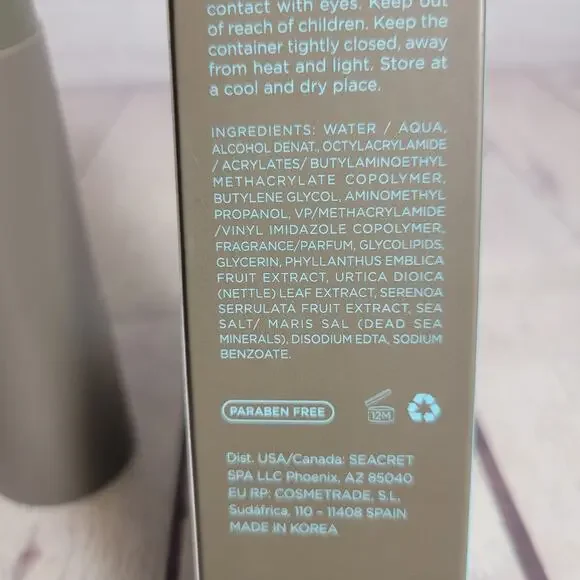 contact with eyes. Keep out
of reach of children. Keep the
container tightly closed, away
from heat and light. Store at
a cool and dry place.
INGREDIENTS: WATER / AQUA,
ALCOHOL DENAT., OCTYLACRYLAMIDE
/ ACRYLATES/ BUTYLAMINOETHYL
METHACRYLATE COPOLYMER,
BUTYLENE GLYCOL, AMINOMETHYL
PROPANOL, VP/METHACRYLAMIDE
/VINYL IMIDAZOLE COPOLYMER,
FRAGRANCE/PARFUM, GLYCOLIPIDS,
GLYCERIN, PHYLLANTHUS EMBLICA
FRUIT EXTRACT, URTICA DIOICA
(NETTLE) LEAF EXTRACT, SERENOA
SERRULATA FRUIT EXTRACT, SEA
SALT/ MARIS SAL (DEAD SEA
MINERALS), DISODIUM EDTA, SODIUM
BENZOATE.
PARABEN FREE
12M
Dist. USA/Canada: SEACRET
SPA LLC Phoenix, AZ 85040
EU RP: COSMETRADE, S.L.
Sudáfrica, 110 - 11408 SPAIN
MADE IN KOREA